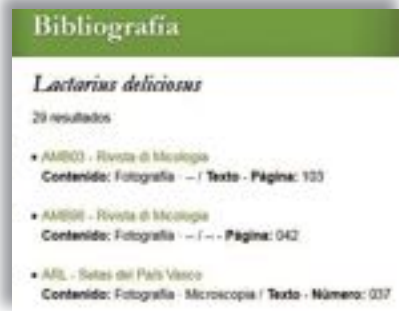 Bibliografía
Lactarius deliciosus
29 resultados
AMB03 - Rivista di Micologia
Contenido: Fotografía - -- / Texto - Página: 103
- Rivista di Micologia
Contenido: Fotografía - -- / -- - Página: 042
ARL - Setas del País Vasco
Contenido: Fotografía - Microscopia / Texto - Número: 037